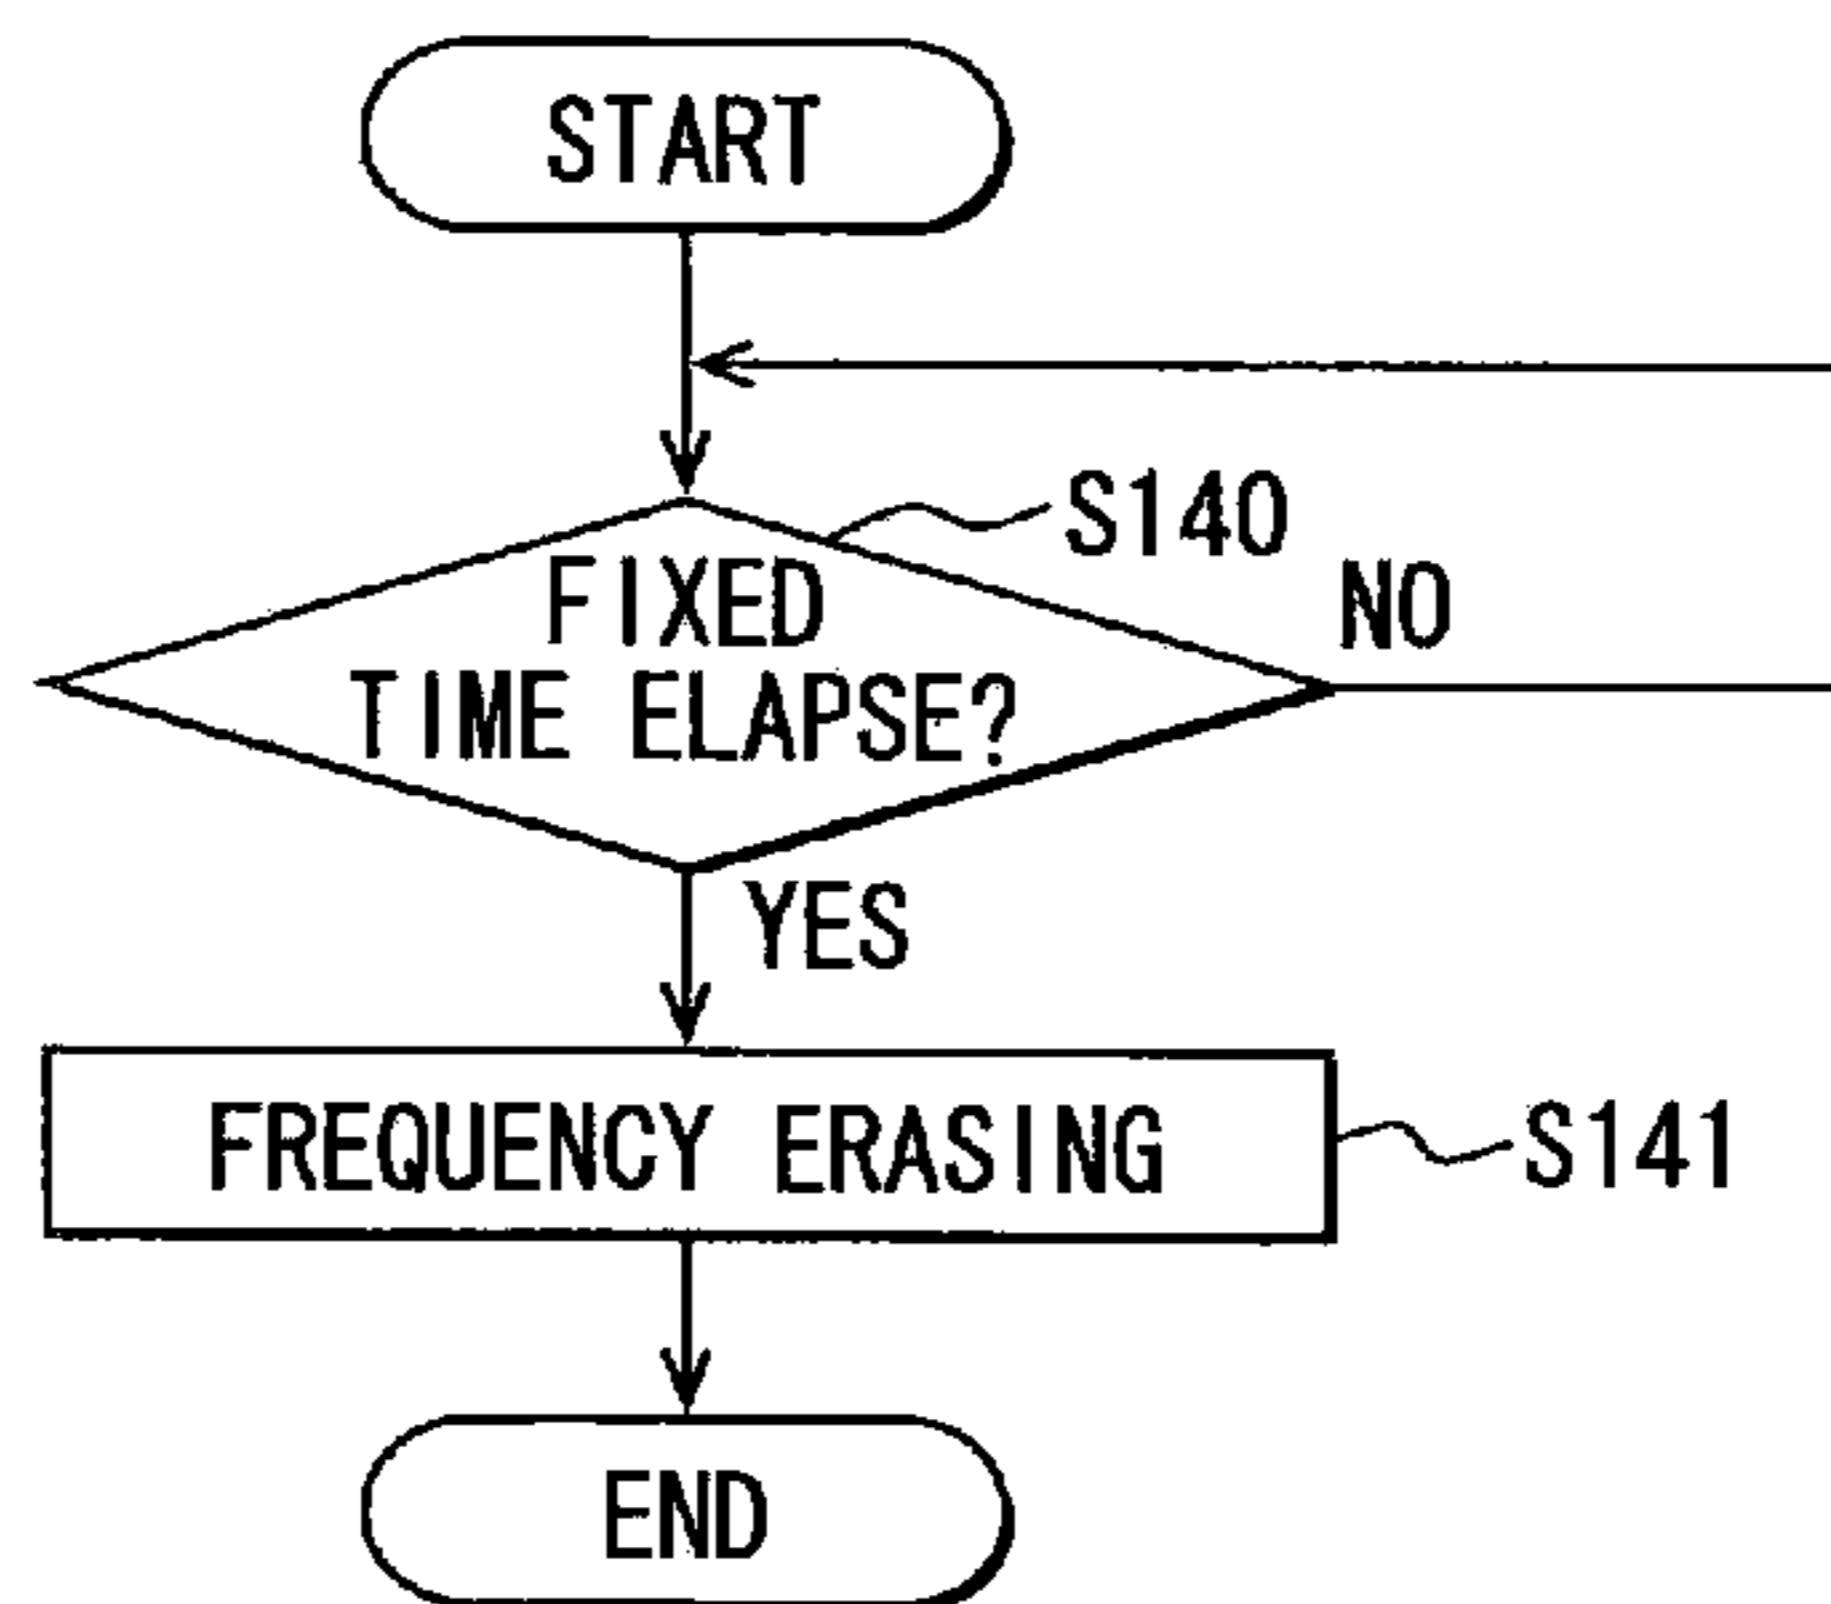 START
S140
FIXED
TIME ELAPSE?
NO
YES
FREQUENCY ERASING
S141
END